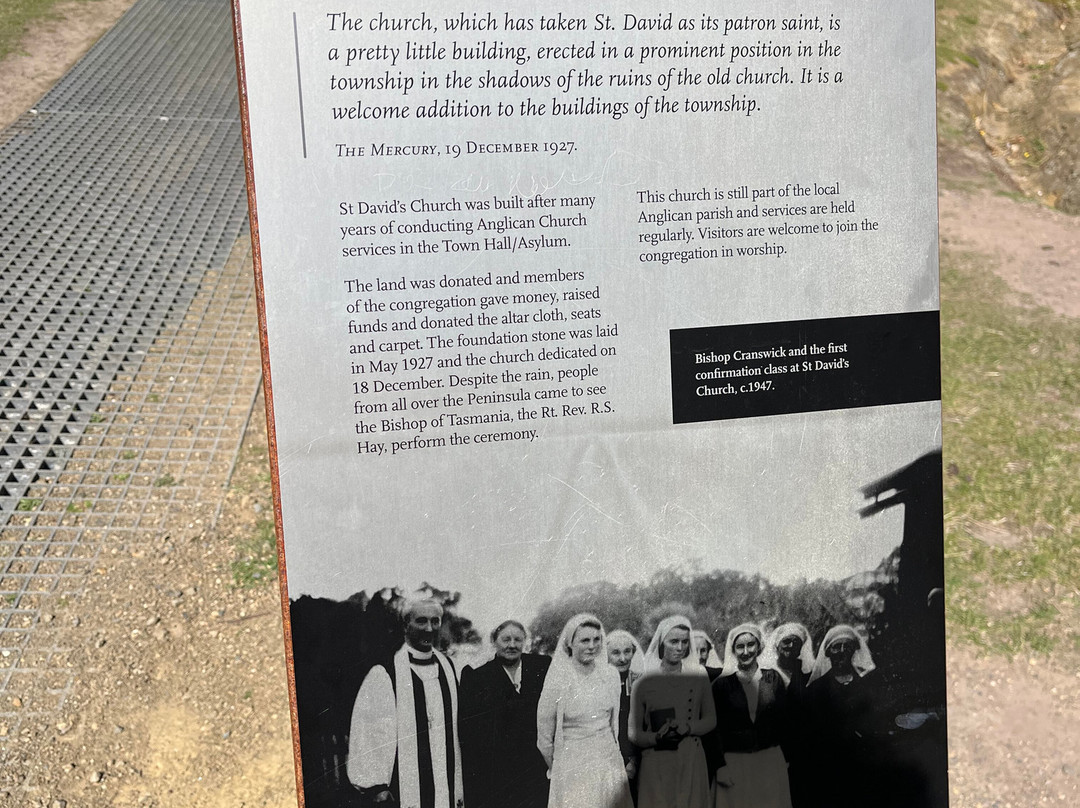 The church, which has taken St. David as its patron saint, is
a pretty little building, erected in a prominent position in the
township in the shadows of the ruins of the old church. It is a
welcome addition to the buildings of the township.
The Mercury, 19 December 1927.
St David's Church was built after many
years of conducting Anglican Church
services in the Town Hall/Asylum.
The land was donated and members
of the congregation gave money, raised
funds and donated the altar cloth, seats
and carpet. The foundation stone was laid
in May 1927 and the church dedicated on
18 December. Despite the rain, people
from all over the Peninsula came to see
the Bishop of Tasmania, the Rt. Rev. R.S.
Hay, perform the ceremony.
This church is still part of the local
Anglican parish and services are held
regularly. Visitors are welcome to join the
congregation in worship.
Bishop Cranswick and the first
confirmation class at St David's
Church, c.1947.